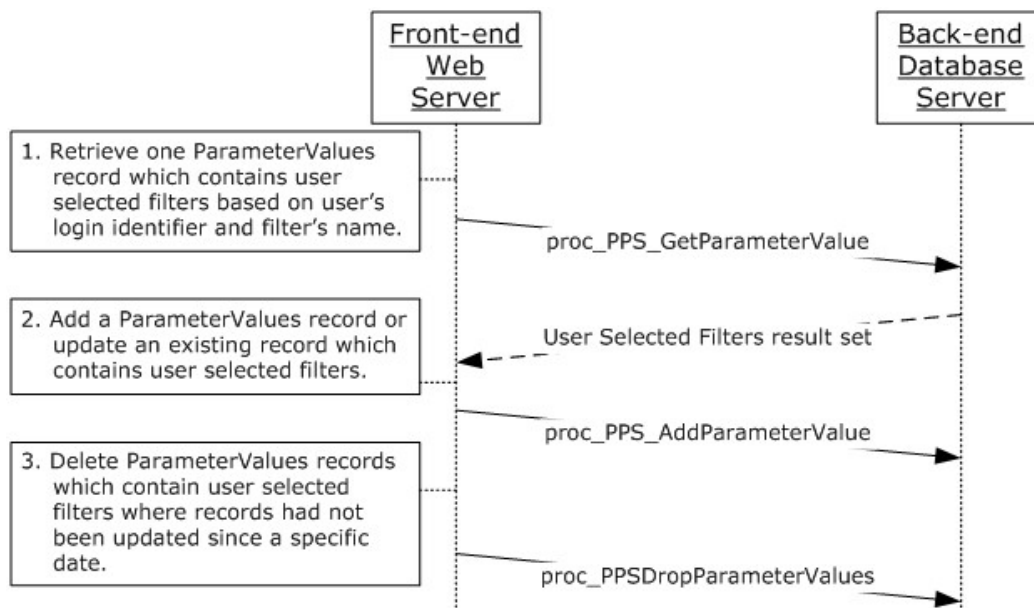 Front-end
Web
Server
Back-end
Database
Server
1. Retrieve one ParameterValues
record which contains user
selected filters based on user's
login identifier and filter's name.
proc_PPS_GetParameterValue
2. Add a ParameterValues record or
update an existing record which
contains user selected filters.
User Selected Filters result set
proc_PPS_AddParameterValue
3. Delete ParameterValues records
which contain user selected
filters where records had not
been updated since a specific
date.
proc_PPSDropParameterValues